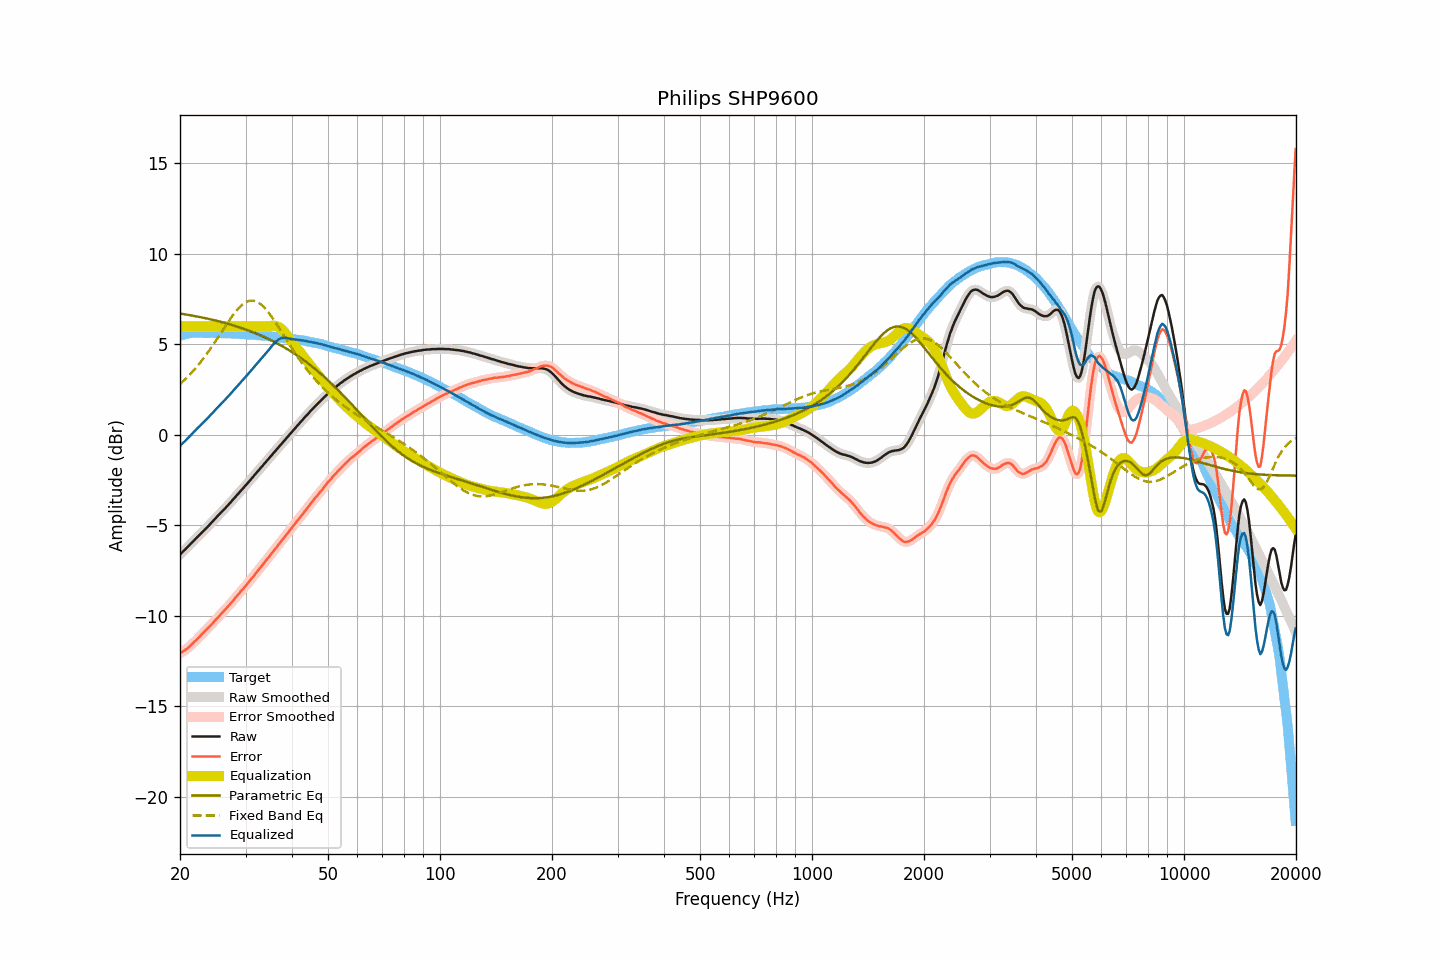 Philips SHP9600
Amplitude (dBr)
15
10
5
0
−5
−10
−15
−20
Target
Raw Smoothed
Error Smoothed
Raw
Error
Equalization
Parametric Eq
Fixed Band Eq
Equalized
20 50 100 200 500 1000 2000 5000 10000 20000
Frequency (Hz)